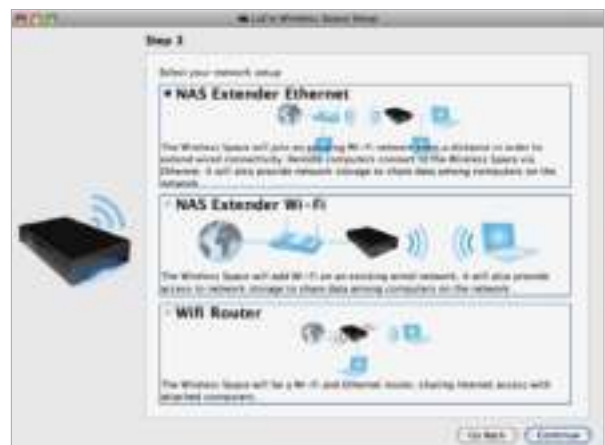 LaCie Wireless Space Setup
Step 3
Select your network setup
NAS Extender Ethernet
The Wireless Space will join an existing Wi-Fi network from a distance in order to
extend wired connectivity. Remote computers connect to the Wireless Space via
Ethernet. It will also provide network storage to share data among computers on the
network.
NAS Extender Wi-Fi
The Wireless Space will add Wi-Fi on an existing wired network. It will also provide
access to network storage to share data among computers on the network.
Wifi Router
The Wireless Space will be a Wi-Fi and Ethernet router, sharing Internet access with
attached computers.
Go Back
Continue